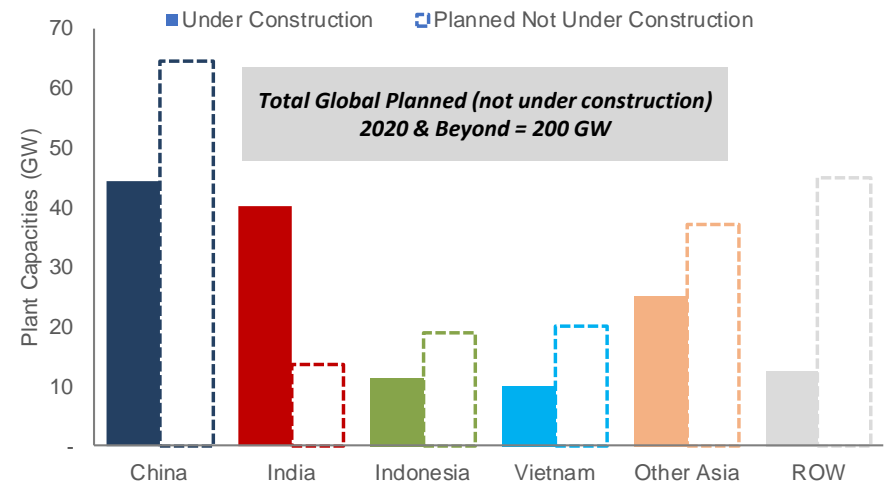 Under Construction
Planned Not Under Construction
Total Global Planned (not under construction)
2020 & Beyond = 200 GW
Plant Capacities (GW)
70
60
50
40
30
20
10
-
China
India
Indonesia
Vietnam
Other Asia
ROW